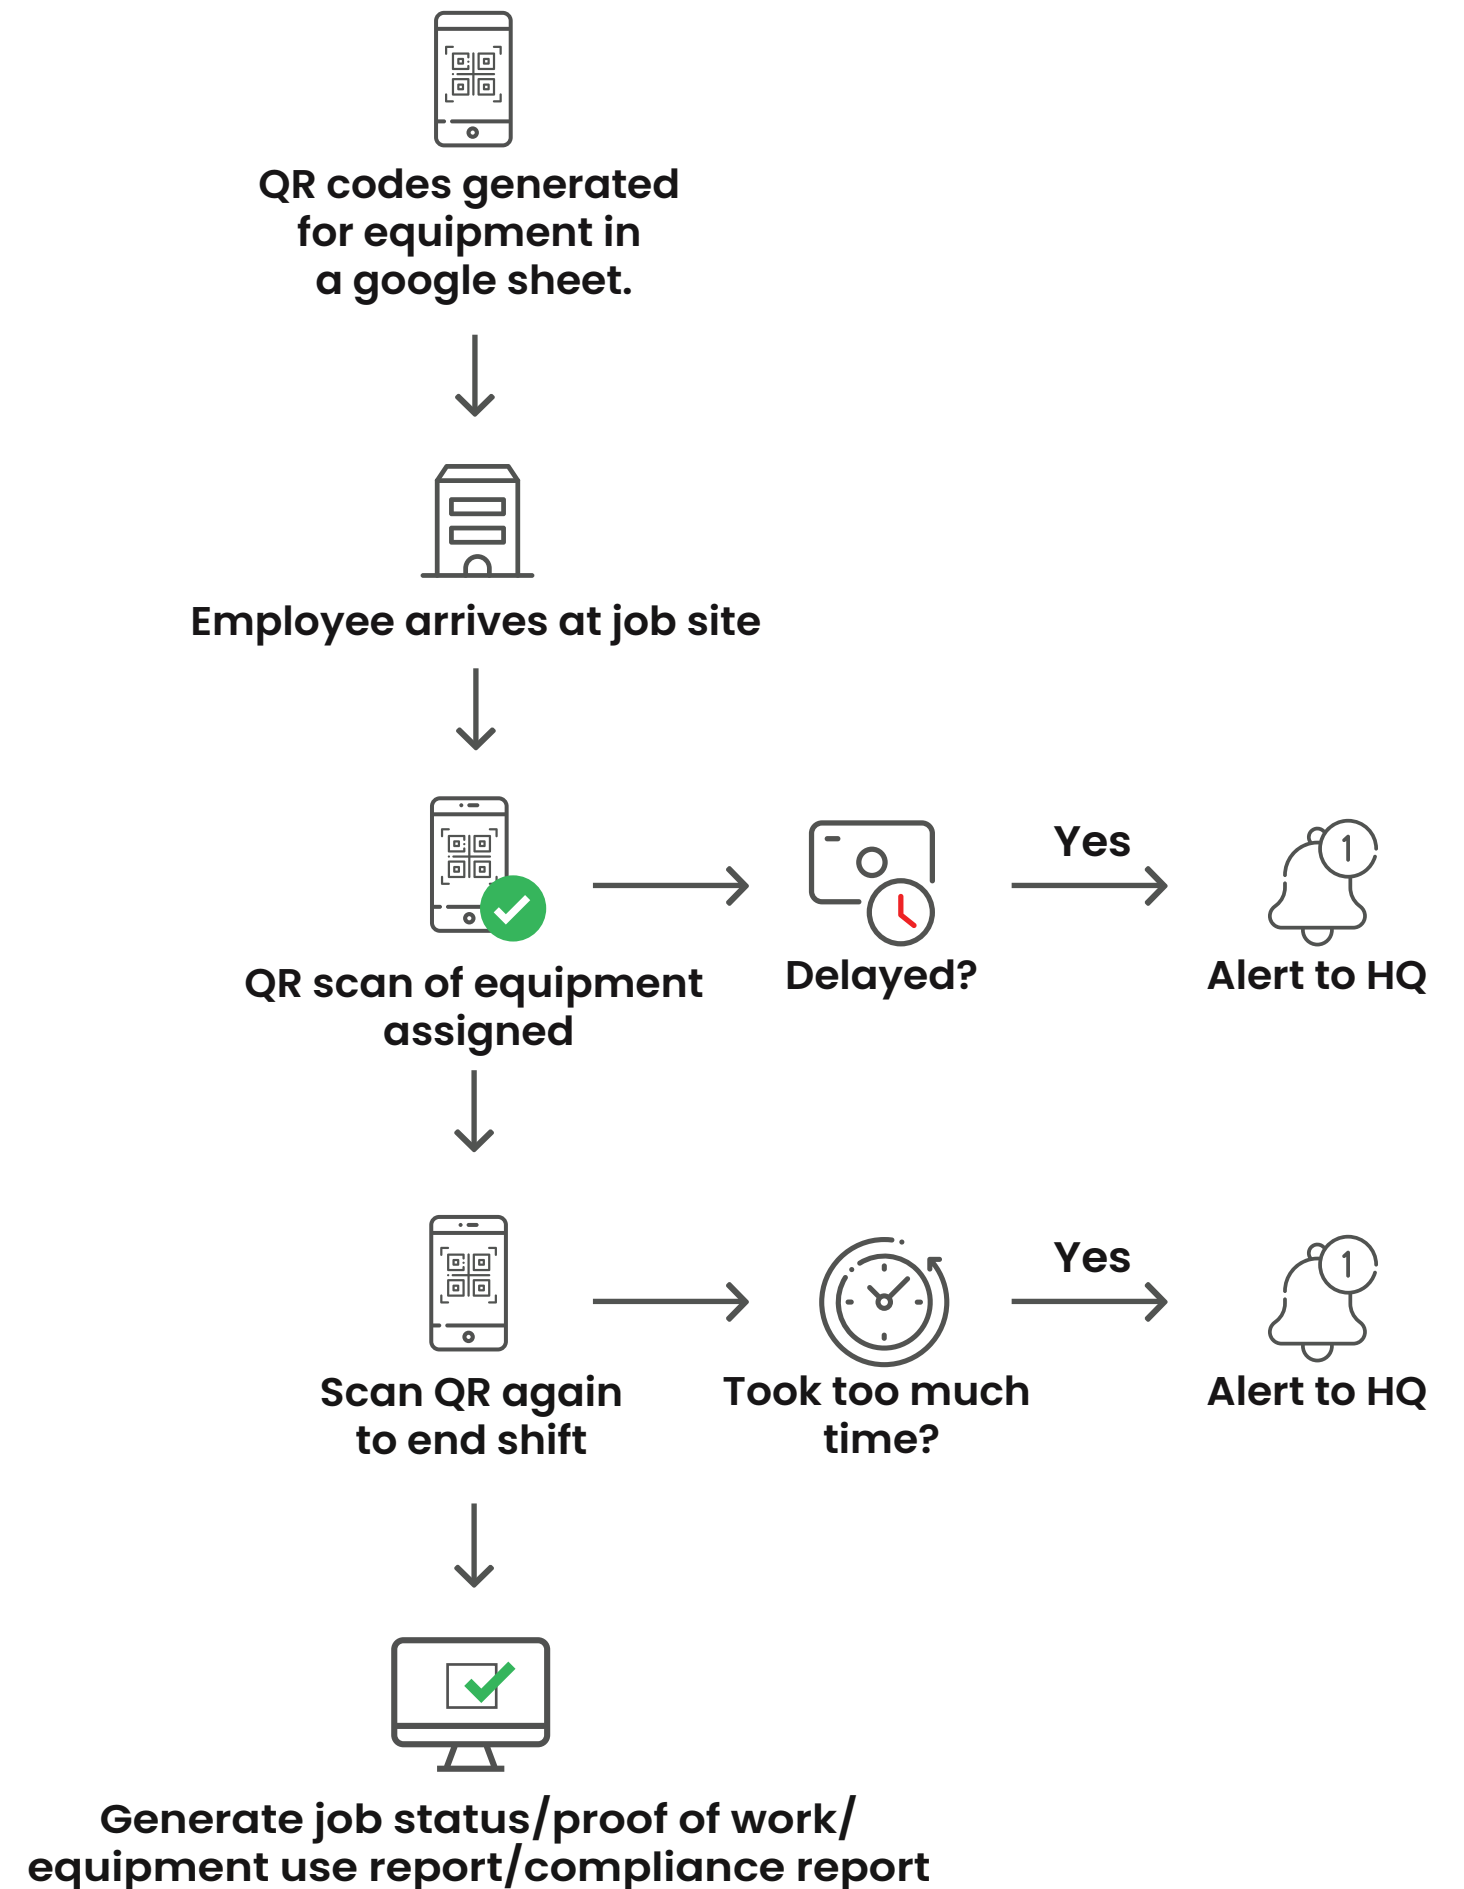 QR codes generated
for equipment in
a google sheet.
Employee arrives at job site
QR scan of equipment
assigned
Delayed?
Yes
1
Alert to HQ
Scan QR again
to end shift
Took too much
time?
Yes
1
Alert to HQ
Generate job status/proof of work/
equipment use report/compliance report